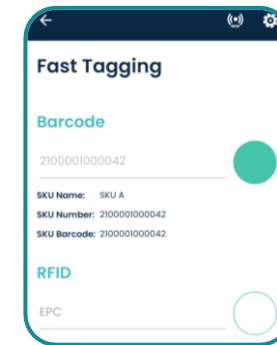 Fast Tagging
Barcode
2100001000042
SKU Name: SKU A
SKU Number: 2100001000042
SKU Barcode: 2100001000042
RFID
EPC